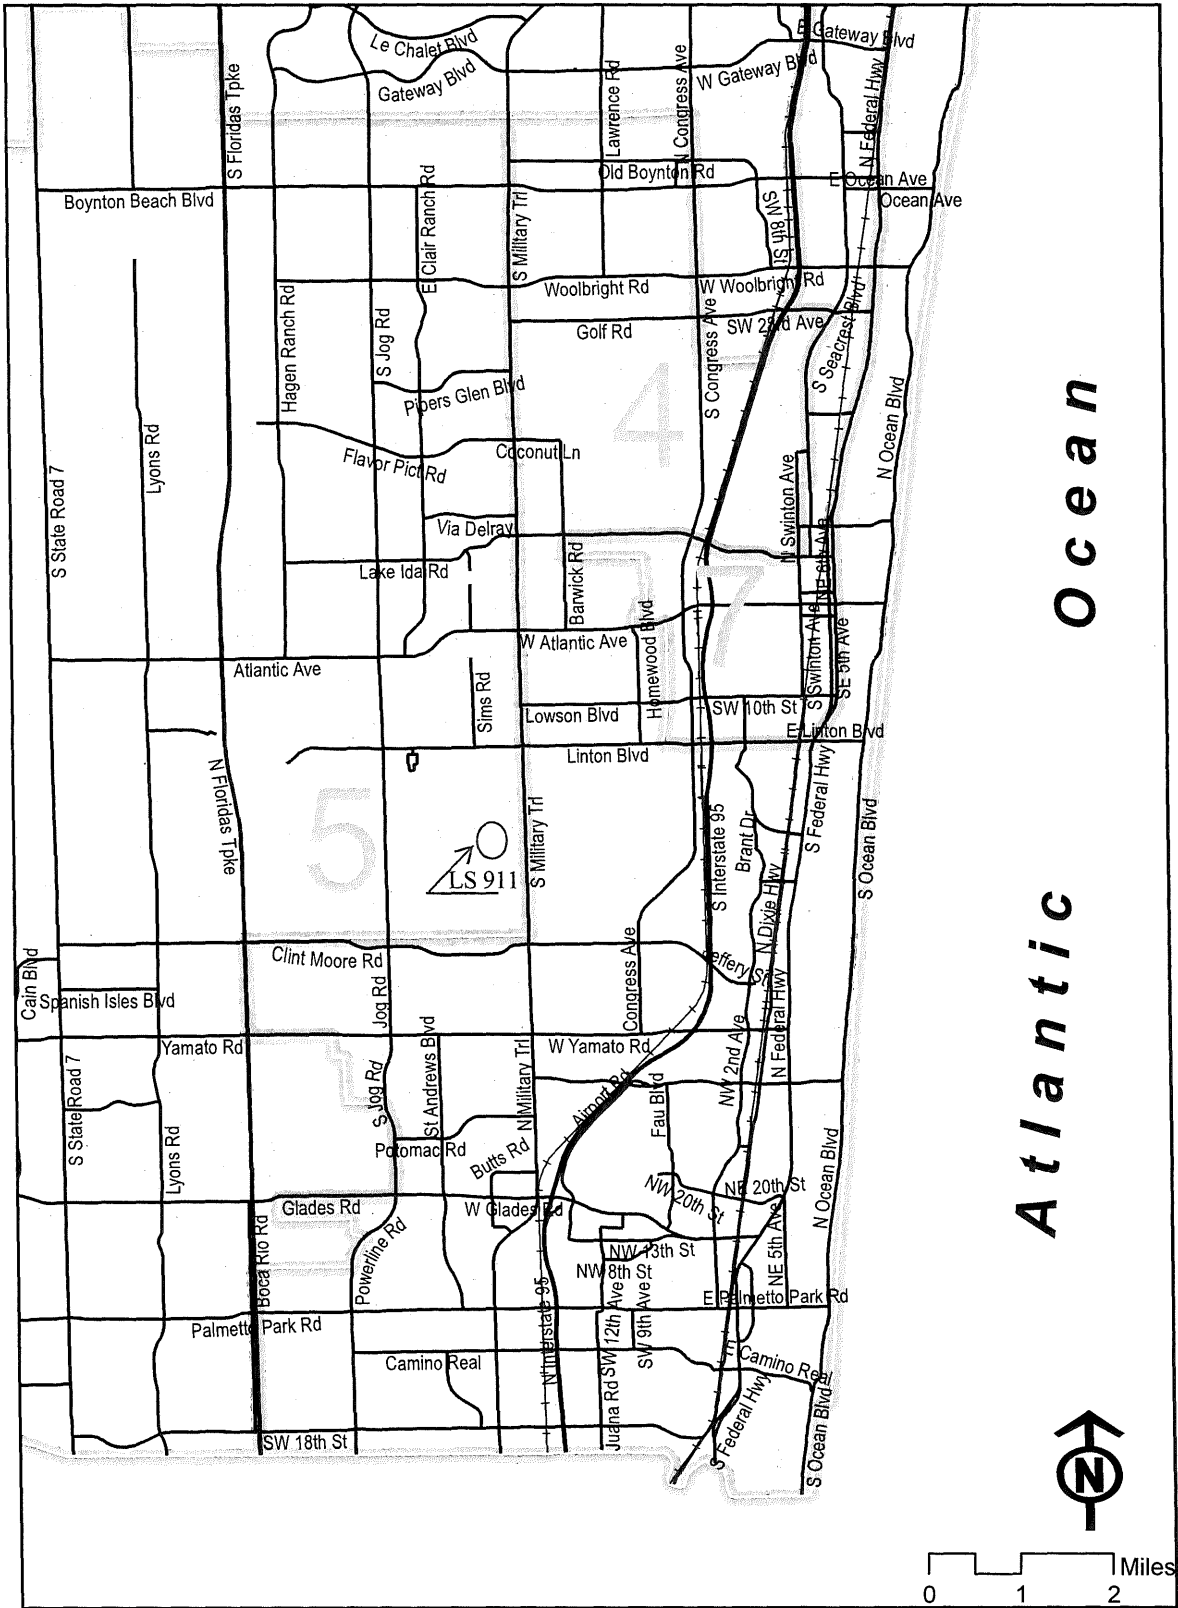 Le Chalet Blvd
E Gateway Blvd
Gateway Blvd
W Gateway Blvd
S Floridas Tpke
Lawrence Rd
N Congress Ave
N Federal Hwy
Old Boynton Rd
E Ocean Ave
Ocean Ave
Boynton Beach Blvd
El Clair Ranch Rd
S Military Trl
SW 8th St
Woolbright Rd
W Woolbright Rd
Hagen Ranch Rd
S Jog Rd
Golf Rd
SW 23rd Ave
S Congress Ave
S Seacrest Blvd
Pipers Glen Blvd
4
N Ocean Blvd
Lyons Rd
Flavor Pict Rd
Coconut Ln
S State Road 7
N Swinton Ave
Via Delray
Lake Ida Rd
Barwick Rd
NE 6th Ave
7
W Atlantic Ave
Homewood Blvd
Atlantic Ave
S Swinton Ave
SE 5th Ave
Sims Rd
Lowson Blvd
SW 10th St
E Linton Blvd
Linton Blvd
N Floridas Tpke
5
LS 911
S Military Trl
S Interstate 95
Brant Dr
S Federal Hwy
S Ocean Blvd
N Dixie Hwy
Clint Moore Rd
Jeffery St
Cain Blvd
Spanish Isles Blvd
Jog Rd
Congress Ave
N Federal Hwy
Yamato Rd
W Yamato Rd
St Andrews Blvd
N Military Trl
NW 2nd Ave
S State Road 7
S Jog Rd
Airport Rd
Fau Blvd
Lyons Rd
Potomac Rd
Butts Rd
N Ocean Blvd
Glades Rd
W Glades Rd
NW 20th St
NE 20th St
Boca Rio Rd
Powerline Rd
NW 13th St
NW 8th St
NE 5th Ave
E Palmetto Park Rd
Palmetto Park Rd
N Interstate 95
SW 12th Ave
SW 9th Ave
Camino Real
E Camino Real
Juana Rd
S Federal Hwy
S Ocean Blvd
SW 18th St
Atlantic Ocean
N
Miles
0 1 2